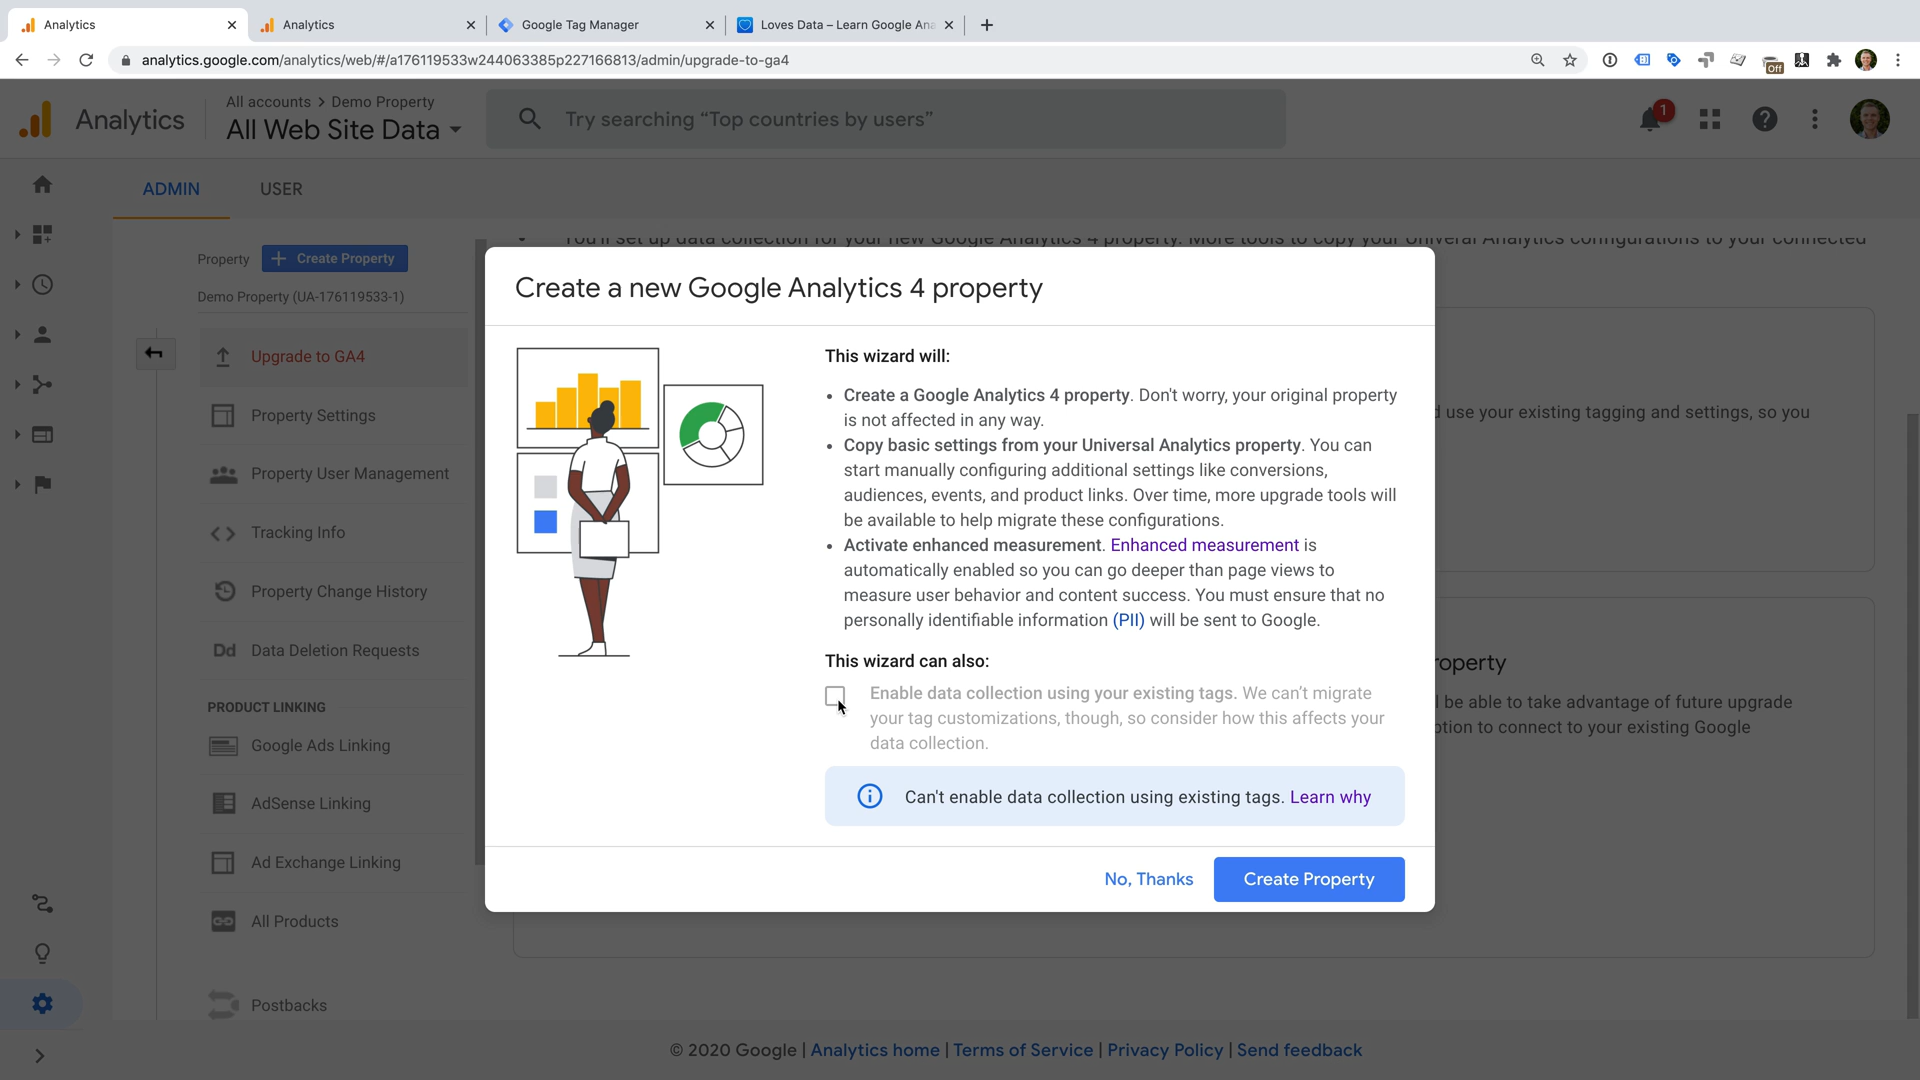 Analytics
Analytics
Google Tag Manager
Loves Data – Learn Google Ana
analytics.google.com/analytics/web/#/a176119533w244063385p227166813/admin/upgrade-to-ga4
Off
Analytics
All accounts > Demo Property
All Web Site Data
Try searching “Top countries by users”
1
ADMIN
USER
Property
Create Property
Demo Property (UA-176119533-1)
Upgrade to GA4
Property Settings
Property User Management
Tracking Info
Property Change History
Dd Data Deletion Requests
PRODUCT LINKING
Google Ads Linking
AdSense Linking
Ad Exchange Linking
All Products
Postbacks
You'll set up data collection for your new Google Analytics 4 property. More tools to copy your Univeral Analytics configurations to your connected
Create a new Google Analytics 4 property
This wizard will:
• Create a Google Analytics 4 property. Don't worry, your original property
is not affected in any way.
• Copy basic settings from your Universal Analytics property. You can
start manually configuring additional settings like conversions,
audiences, events, and product links. Over time, more upgrade tools will
be available to help migrate these configurations.
• Activate enhanced measurement. Enhanced measurement is
automatically enabled so you can go deeper than page views to
measure user behavior and content success. You must ensure that no
personally identifiable information (PII) will be sent to Google.
This wizard can also:
Enable data collection using your existing tags. We can’t migrate
your tag customizations, though, so consider how this affects your
data collection.
Can't enable data collection using existing tags. Learn why
No, Thanks
Create Property
d use your existing tagging and settings, so you
roperty
l be able to take advantage of future upgrade
otion to connect to your existing Google
© 2020 Google | Analytics home | Terms of Service | Privacy Policy | Send feedback